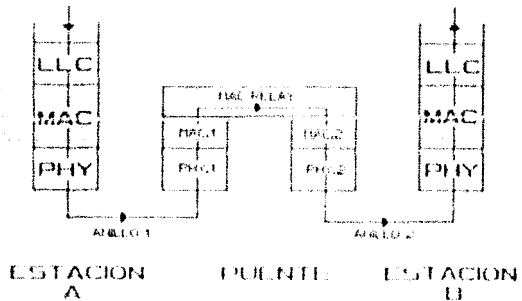 LLC
LLC
MAC RELAY
MAC
MAC1
MAC2
MAC
PHY
PHY1
PHY2
PHY
ANILLO 1
ANILLO 2
ESTACION
PUENTE
ESTACION
A
B